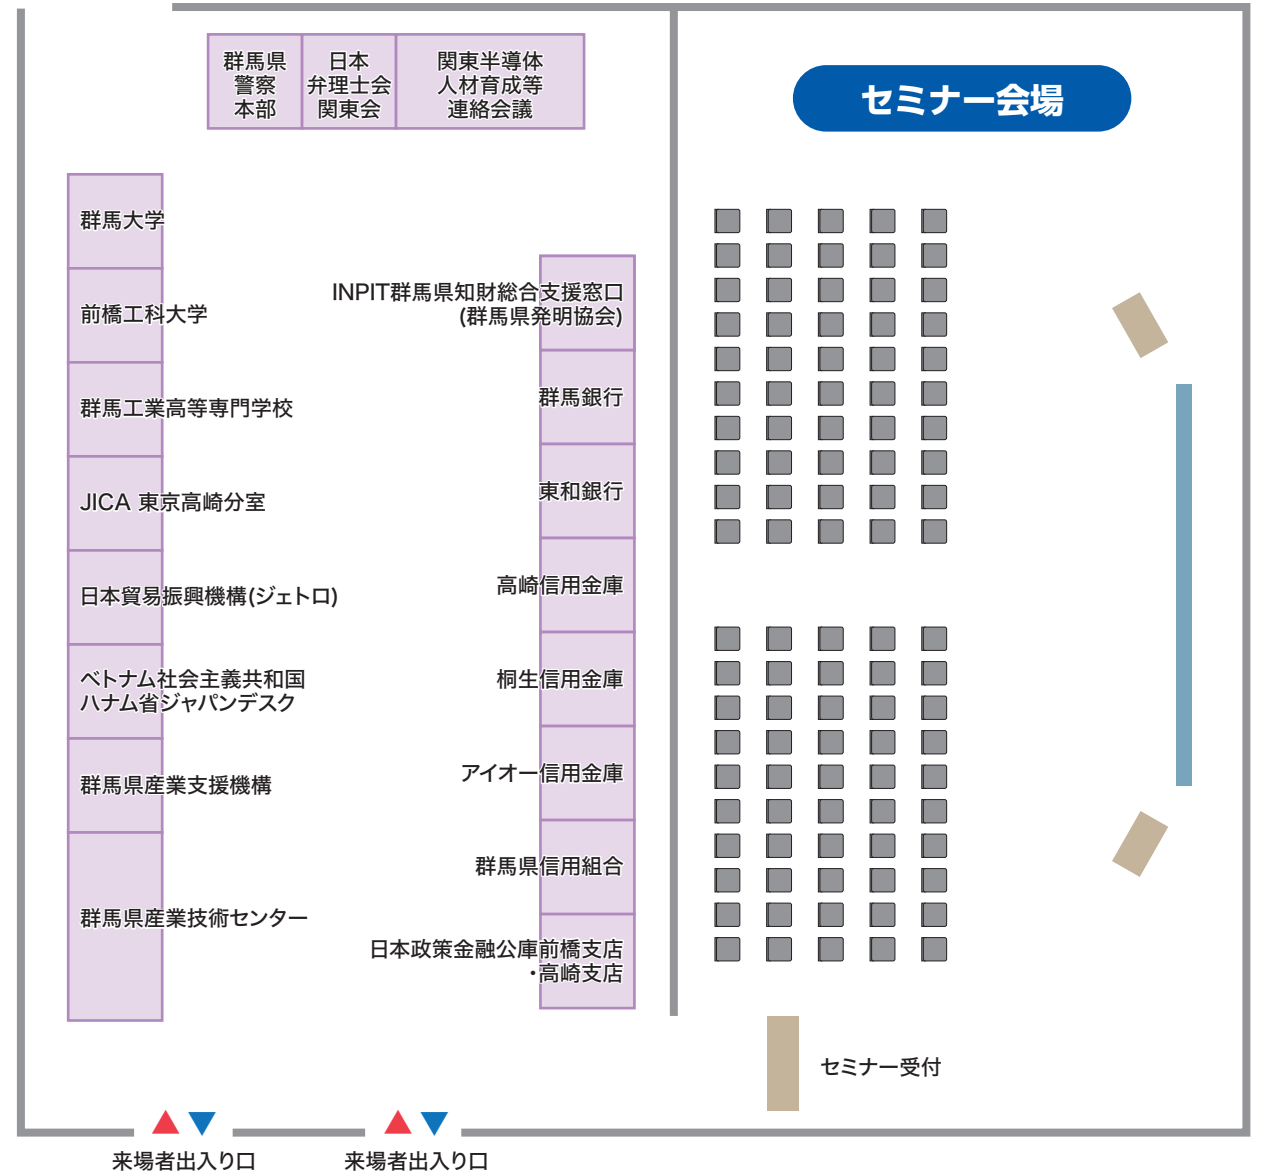 群馬県
警察
本部
日本
弁理士会
関東会
関東半導体
人材育成等
連絡会議
セミナー会場
群馬大学
前橋工科大学
群馬工業高等専門学校
JICA 東京高崎分室
日本貿易振興機構(ジェトロ)
ベトナム社会主義共和国
ハナム省ジャパンデスク
群馬県産業支援機構
群馬県産業技術センター
INPIT群馬県知財総合支援窓口
(群馬県発明協会)
群馬銀行
東和銀行
高崎信用金庫
桐生信用金庫
アイオー信用金庫
群馬県信用組合
日本政策金融公庫前橋支店
・高崎支店
セミナー受付
来場者出入り口
来場者出入り口